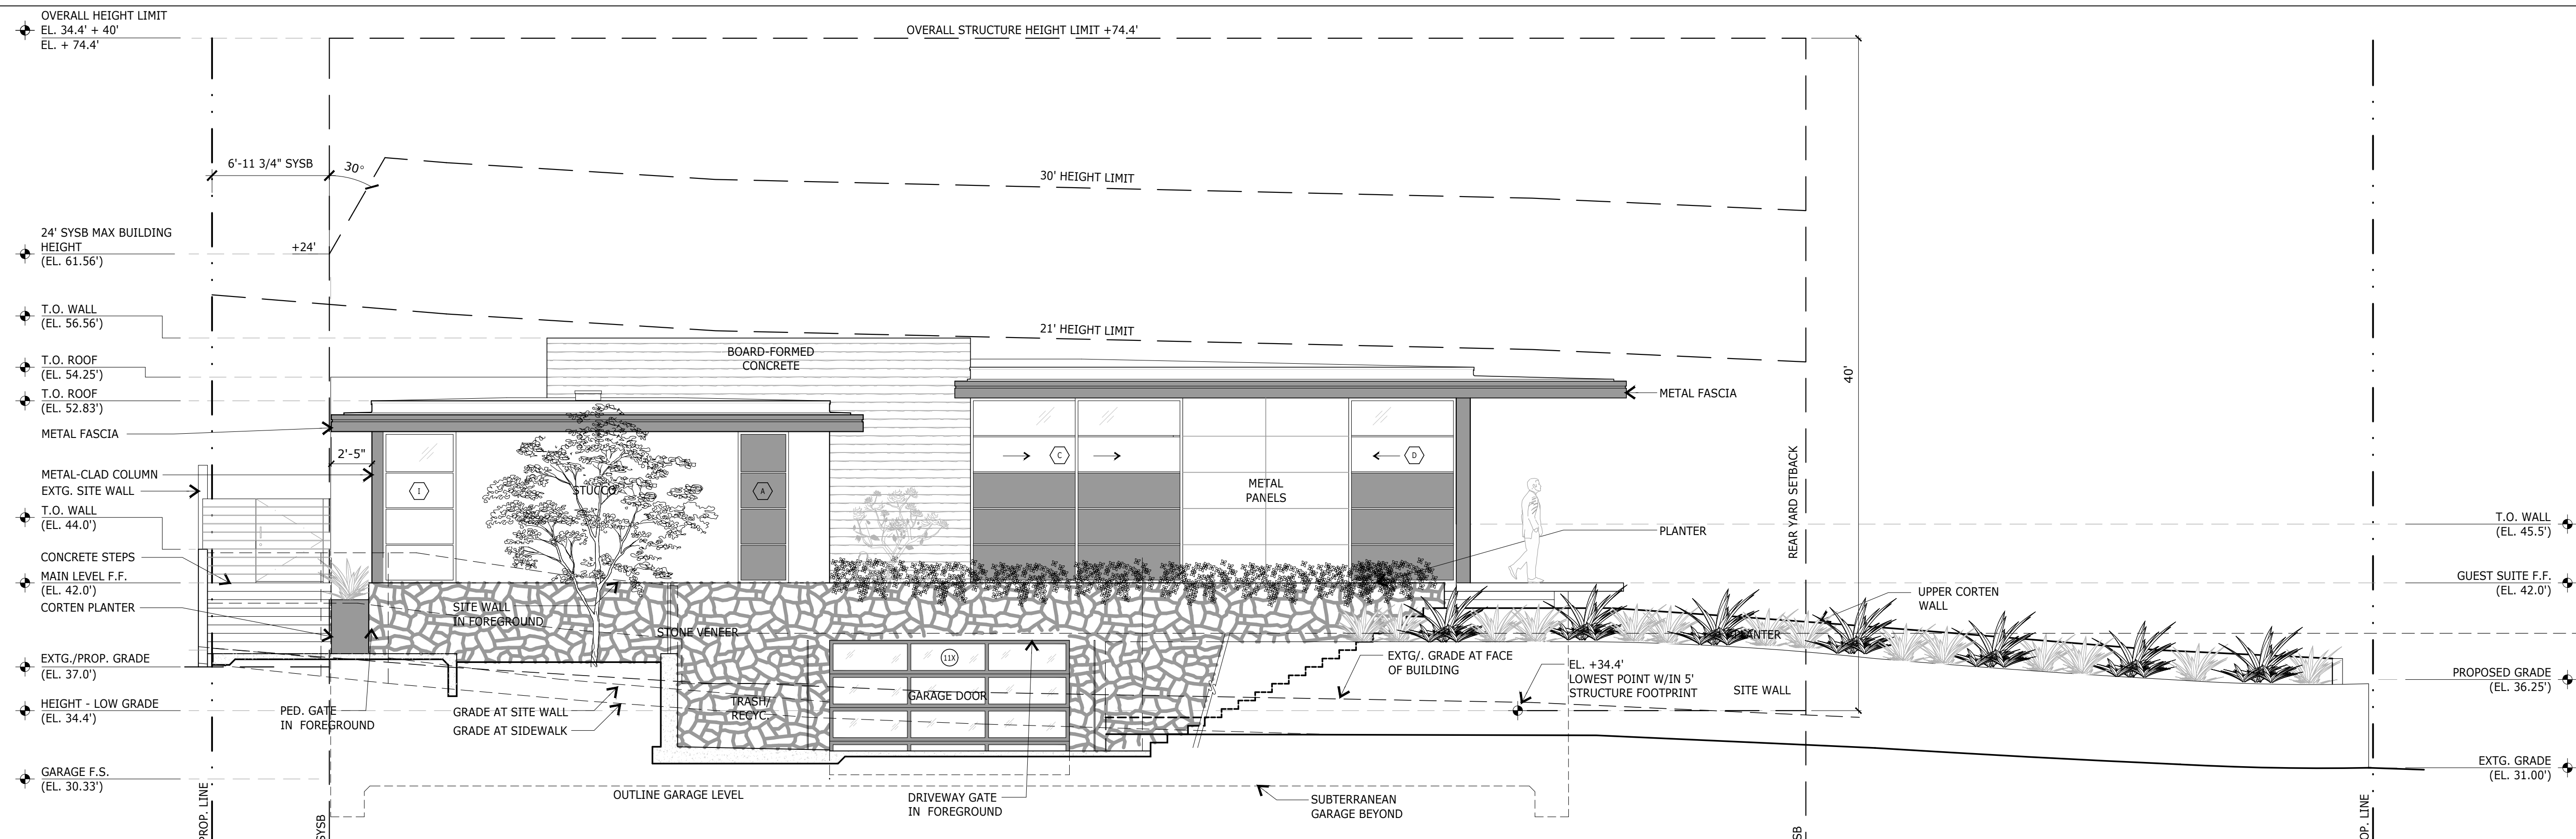 OVERALL HEIGHT LIMIT
EL. 34.4' + 40'
EL. + 74.4'
OVERALL STRUCTURE HEIGHT LIMIT +74.4'
6'-11 3/4" SYSB
30°
30' HEIGHT LIMIT
24' SYSB MAX BUILDING
HEIGHT
(EL. 61.56')
+24'
T.O. WALL
(EL. 56.56')
21' HEIGHT LIMIT
BOARD-FORMED
CONCRETE
T.O. ROOF
(EL. 54.25')
T.O. ROOF
(EL. 52.83')
40'
METAL FASCIA
METAL FASCIA
2'-5"
METAL-CLAD COLUMN
EXTG. SITE WALL
I
STUCCO
A
C
D
METAL
PANELS
REAR YARD SETBACK
T.O. WALL
(EL. 44.0')
T.O. WALL
(EL. 45.5')
PLANTER
CONCRETE STEPS
MAIN LEVEL F.F.
(EL. 42.0')
GUEST SUITE F.F.
(EL. 42.0')
CORTEN PLANTER
SITE WALL
IN FOREGROUND
STONE VENEER
UPPER CORTEN
WALL
PLANTER
EXTG./PROP. GRADE
(EL. 37.0')
11X
EXTG/. GRADE AT FACE
OF BUILDING
EL. +34.4'
LOWEST POINT W/IN 5'
STRUCTURE FOOTPRINT
PROPOSED GRADE
(EL. 36.25')
SITE WALL
GARAGE DOOR
TRASH/
RECYC.
HEIGHT - LOW GRADE
(EL. 34.4')
PED. GATE
IN  FOREGROUND
GRADE AT SITE WALL
GRADE AT SIDEWALK
EXTG. GRADE
(EL. 31.00')
GARAGE F.S.
(EL. 30.33')
OUTLINE GARAGE LEVEL
DRIVEWAY GATE
IN  FOREGROUND
SUBTERRANEAN
GARAGE BEYOND
PROP. LINE
SYSB
SB
OP. LINE